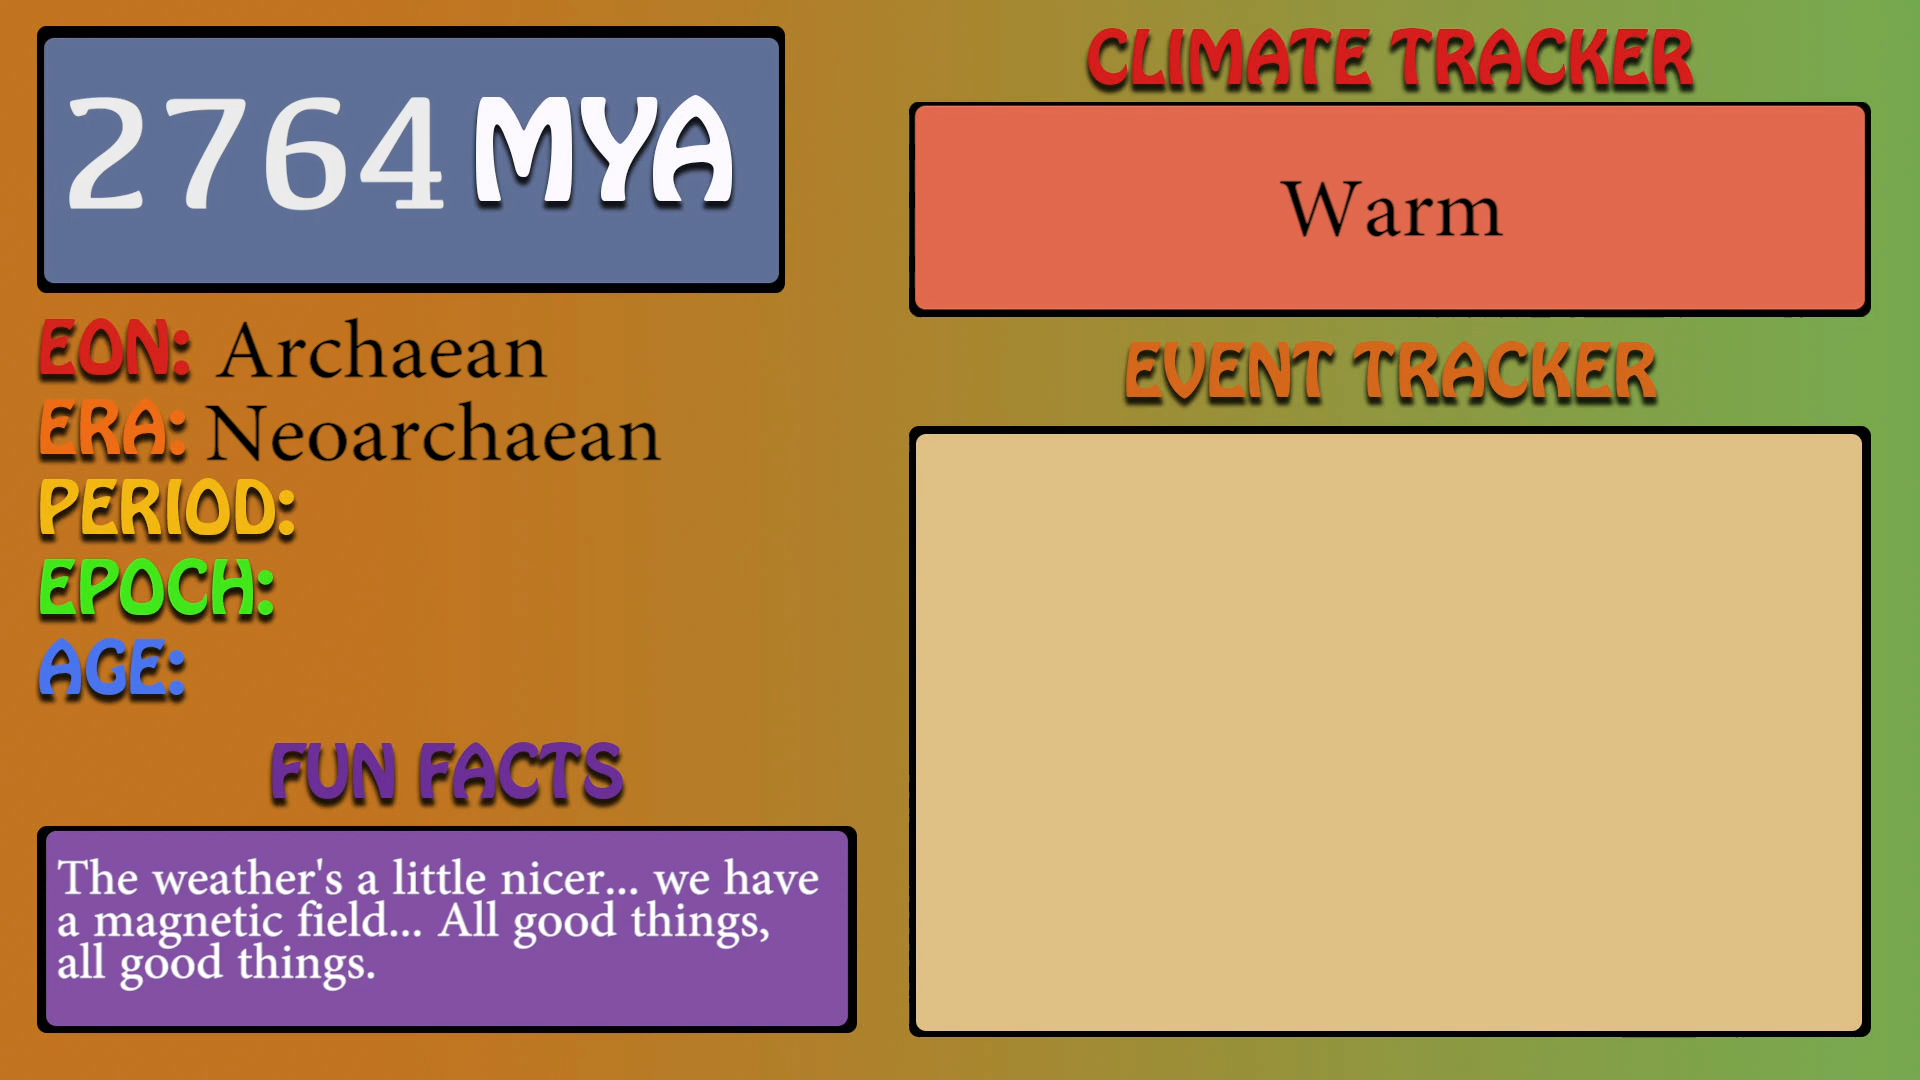 2764 MYA
EON: Archaean
ERA: Neoarchaean
PERIOD:
EPOCH:
AGE:
FUN FACTS
The weather's a little nicer... we have
a magnetic field... All good things,
all good things.
CLIMATE TRACKER
Warm
EVENT TRACKER